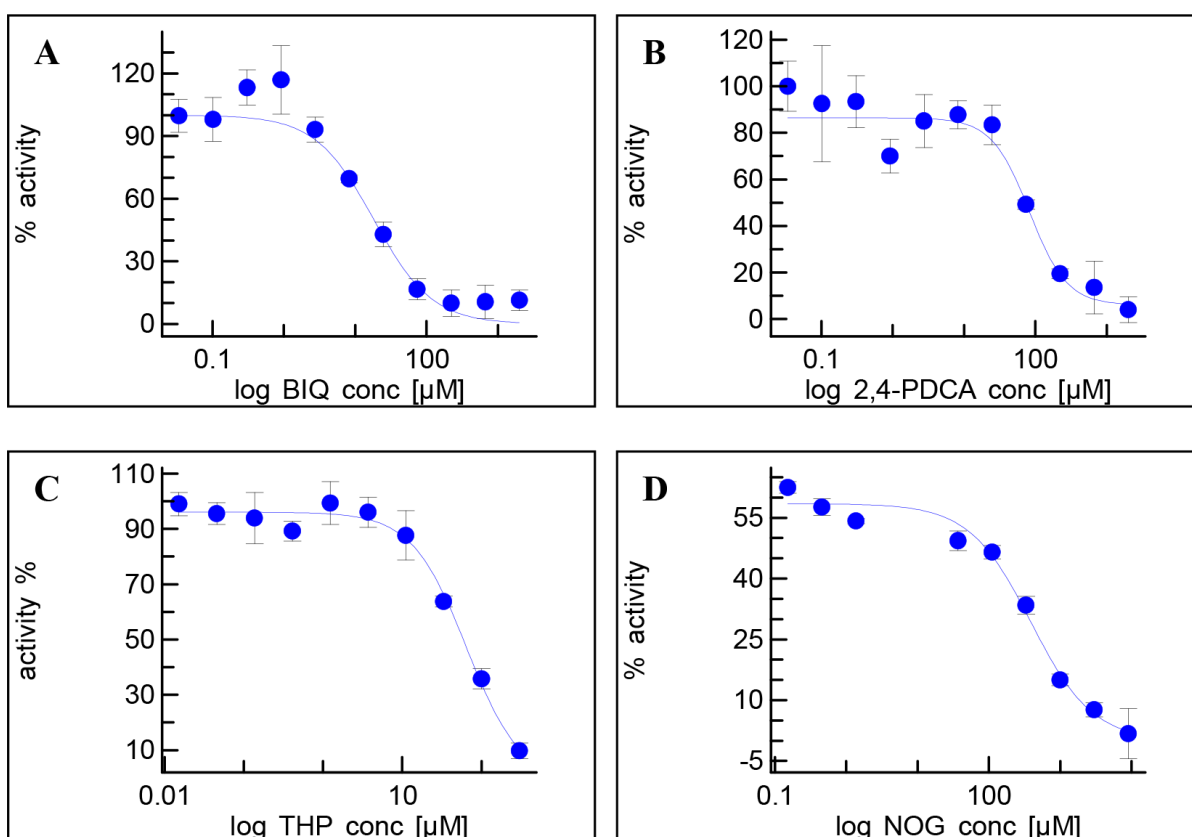 A
120
90
60
30
0
% activity
0.1 100
log BIQ conc [µM]
B
120
100
80
60
40
20
0
% activity
0.1 100
log 2,4-PDCA conc [µM]
C
110
90
70
50
30
10
activity %
0.01 10
log THP conc [µM]
D
55
40
25
10
-5
% activity
0.1 100
log NOG conc [µM]